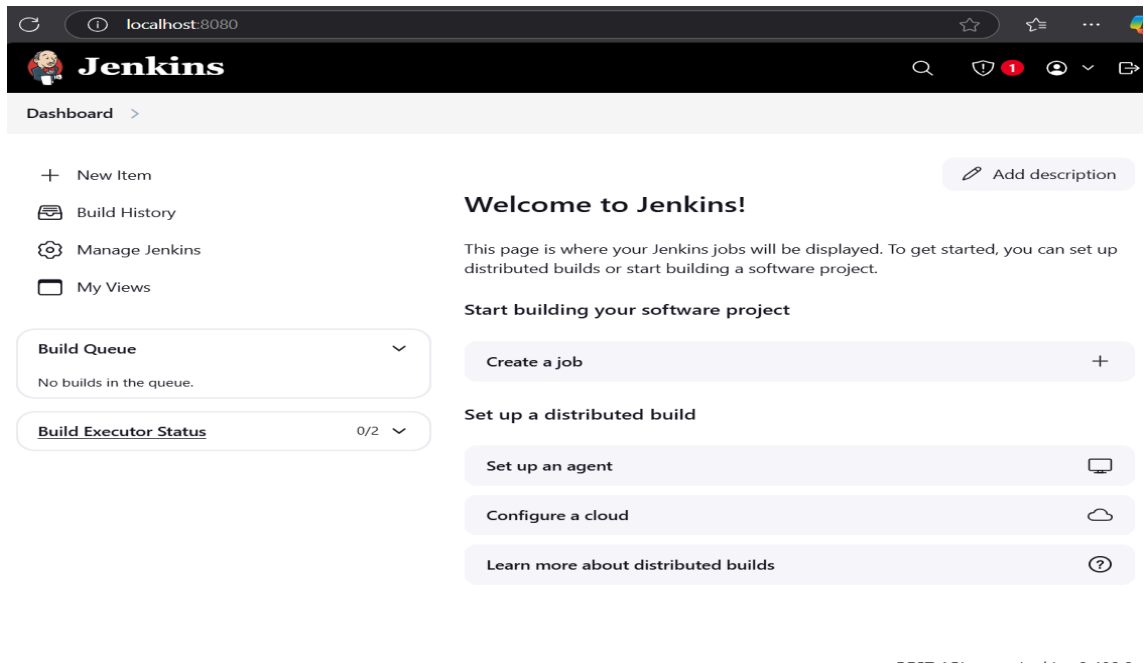 localhost:8080
Jenkins
1
Dashboard >
New Item
Build History
Manage Jenkins
My Views
Build Queue
No builds in the queue.
Build Executor Status 0/2
Add description
Welcome to Jenkins!
This page is where your Jenkins jobs will be displayed. To get started, you can set up
distributed builds or start building a software project.
Start building your software project
Create a job
Set up a distributed build
Set up an agent
Configure a cloud
Learn more about distributed builds